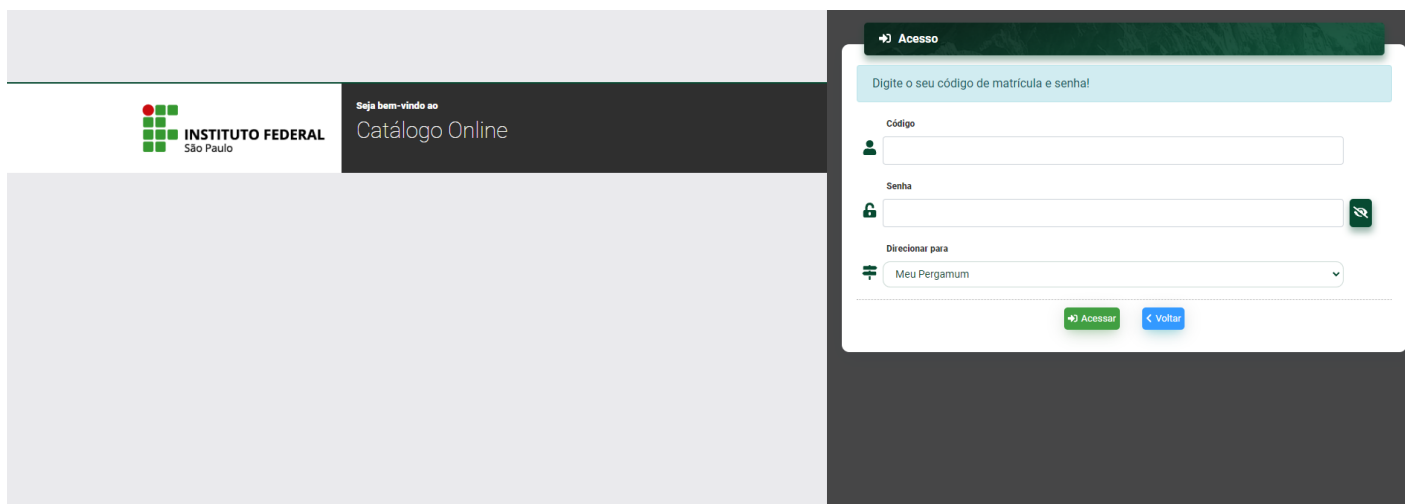 INSTITUTO FEDERAL
São Paulo
Seja bem-vindo ao
Catálogo Online
Acesso
Digite o seu código de matrícula e senha!
Código
Senha
Direcionar para
Meu Pergamum
Acessar
Voltar